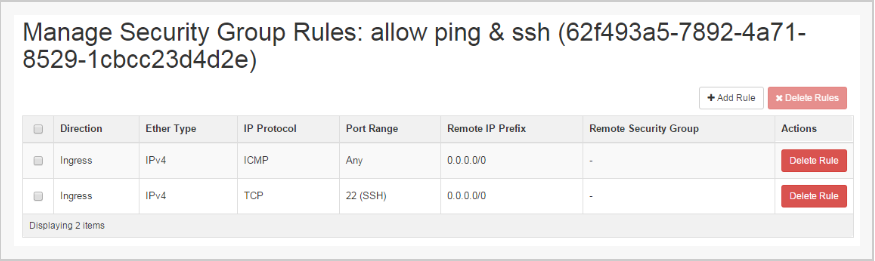 Manage Security Group Rules: allow ping & ssh (62f493a5-7892-4a71-
8529-1cbcc23d4d2e)
+ Add Rule ✖ Delete Rules
Direction Ether Type IP Protocol Port Range Remote IP Prefix Remote Security Group Actions
Ingress IPv4 ICMP Any 0.0.0.0/0 - Delete Rule
Ingress IPv4 TCP 22 (SSH) 0.0.0.0/0 - Delete Rule
Displaying 2 items